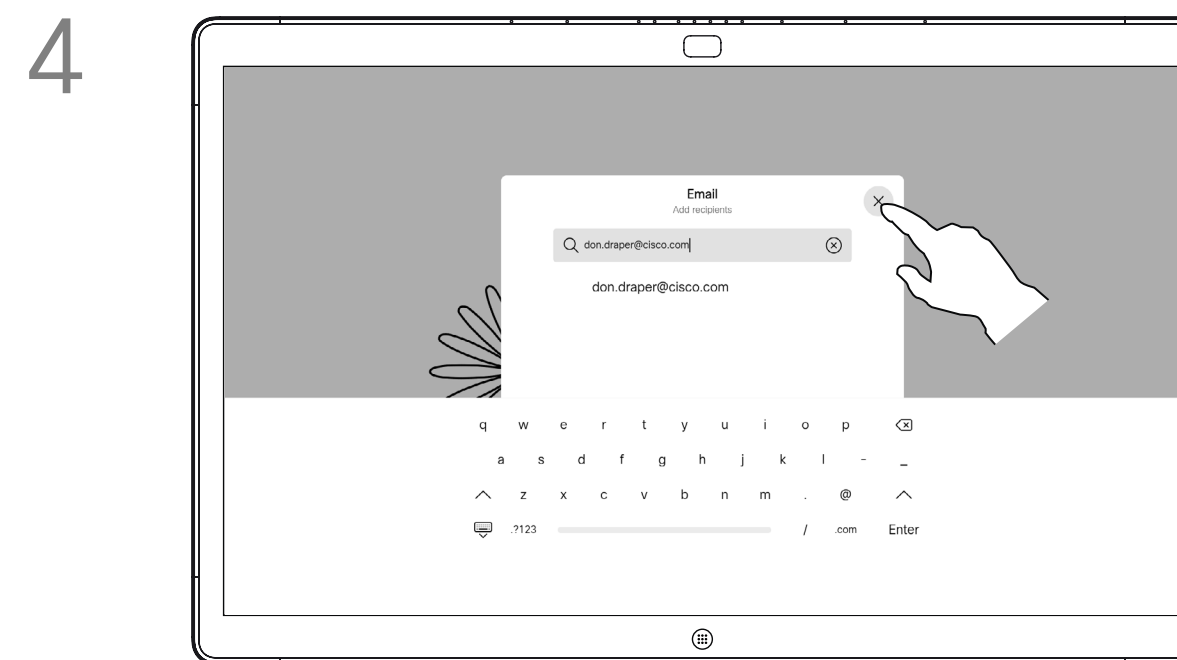 4
Email
Add recipients
don.draper@cisco.com
don.draper@cisco.com
q w e r t y u i o p
a s d f g h j k l - _
z x c v b n m . @
.?123 / .com Enter